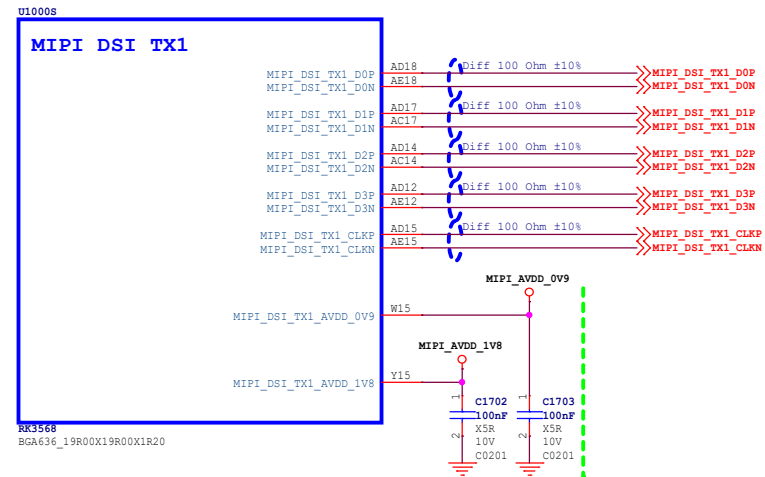 U1000S
MIPI DSI TX1
MIPI_DSI_TX1_D0P AD18 Diff 100 Ohm ±10% MIPI_DSI_TX1_D0P
MIPI_DSI_TX1_D0N AE18 MIPI_DSI_TX1_D0N
MIPI_DSI_TX1_D1P AD17 Diff 100 Ohm ±10% MIPI_DSI_TX1_D1P
MIPI_DSI_TX1_D1N AC17 MIPI_DSI_TX1_D1N
MIPI_DSI_TX1_D2P AD14 Diff 100 Ohm ±10% MIPI_DSI_TX1_D2P
MIPI_DSI_TX1_D2N AC14 MIPI_DSI_TX1_D2N
MIPI_DSI_TX1_D3P AD12 Diff 100 Ohm ±10% MIPI_DSI_TX1_D3P
MIPI_DSI_TX1_D3N AE12 MIPI_DSI_TX1_D3N
MIPI_DSI_TX1_CLKP AD15 Diff 100 Ohm ±10% MIPI_DSI_TX1_CLKP
MIPI_DSI_TX1_CLKN AE15 MIPI_DSI_TX1_CLKN
MIPI_AVDD_0V9
MIPI_DSI_TX1_AVDD_0V9 W15
MIPI_AVDD_1V8
MIPI_DSI_TX1_AVDD_1V8 Y15
1 C1702 1 C1703
100nF 100nF
X5R X5R
2 10V 2 10V
C0201 C0201
RK3568
BGA636_19R00X19R00X1R20